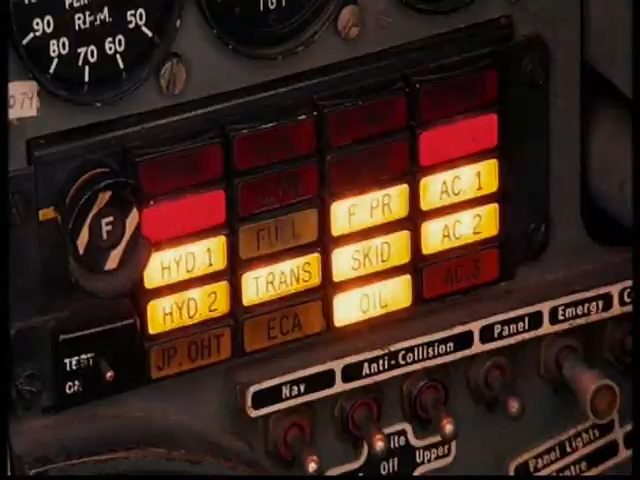 R.P.M.
90
80
70
60
50
F
F PR
AC. 1
FUEL
AC. 2
HYD. 1
SKID
TRANS
AC. 3
HYD. 2
OIL
JP. OHT
ECA
TEST
ON
Nav
Anti-Collision
Panel
Emergy
Off
Upper
Panel Lights